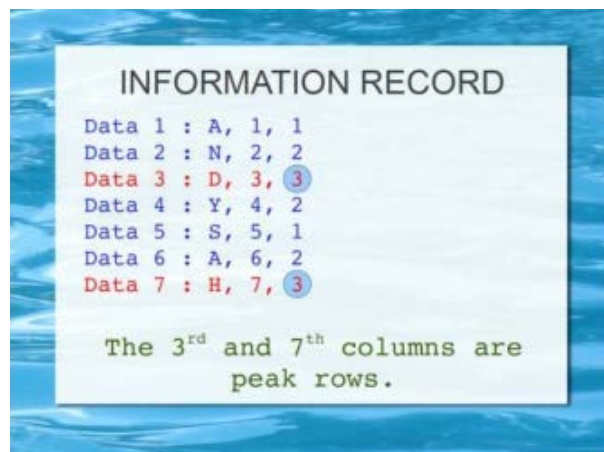 INFORMATION RECORD
Data 1 : A, 1, 1
Data 2 : N, 2, 2
Data 3 : D, 3, 3
Data 4 : Y, 4, 2
Data 5 : S, 5, 1
Data 6 : A, 6, 2
Data 7 : H, 7, 3
The 3rd and 7th columns are
peak rows.